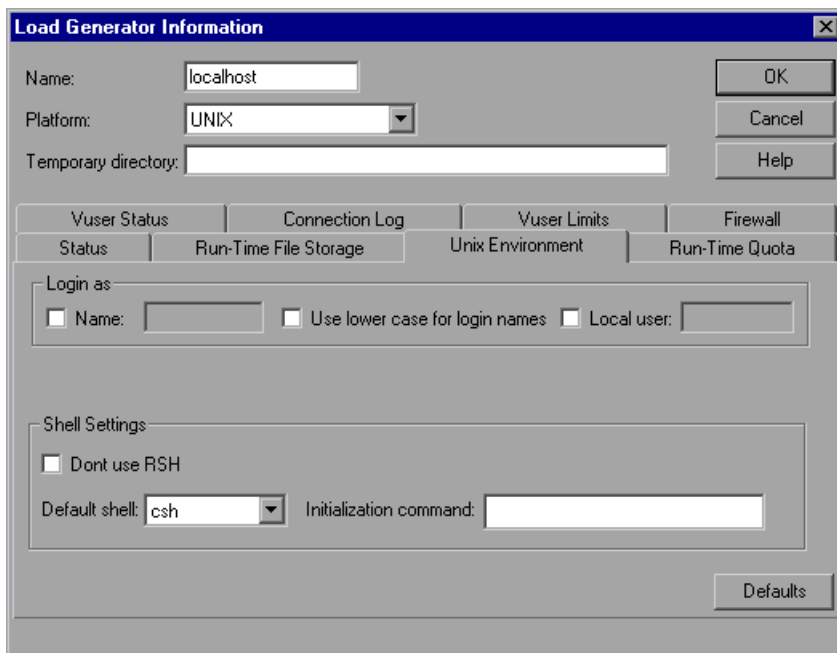 Load Generator Information
Name: localhost OK
Platform: UNIX Cancel
Temporary directory: Help
Vuser Status Connection Log Vuser Limits Firewall
Status Run-Time File Storage Unix Environment Run-Time Quota
Login as
Name: Use lower case for login names Local user:
Shell Settings
Dont use RSH
Default shell: csh Initialization command:
Defaults